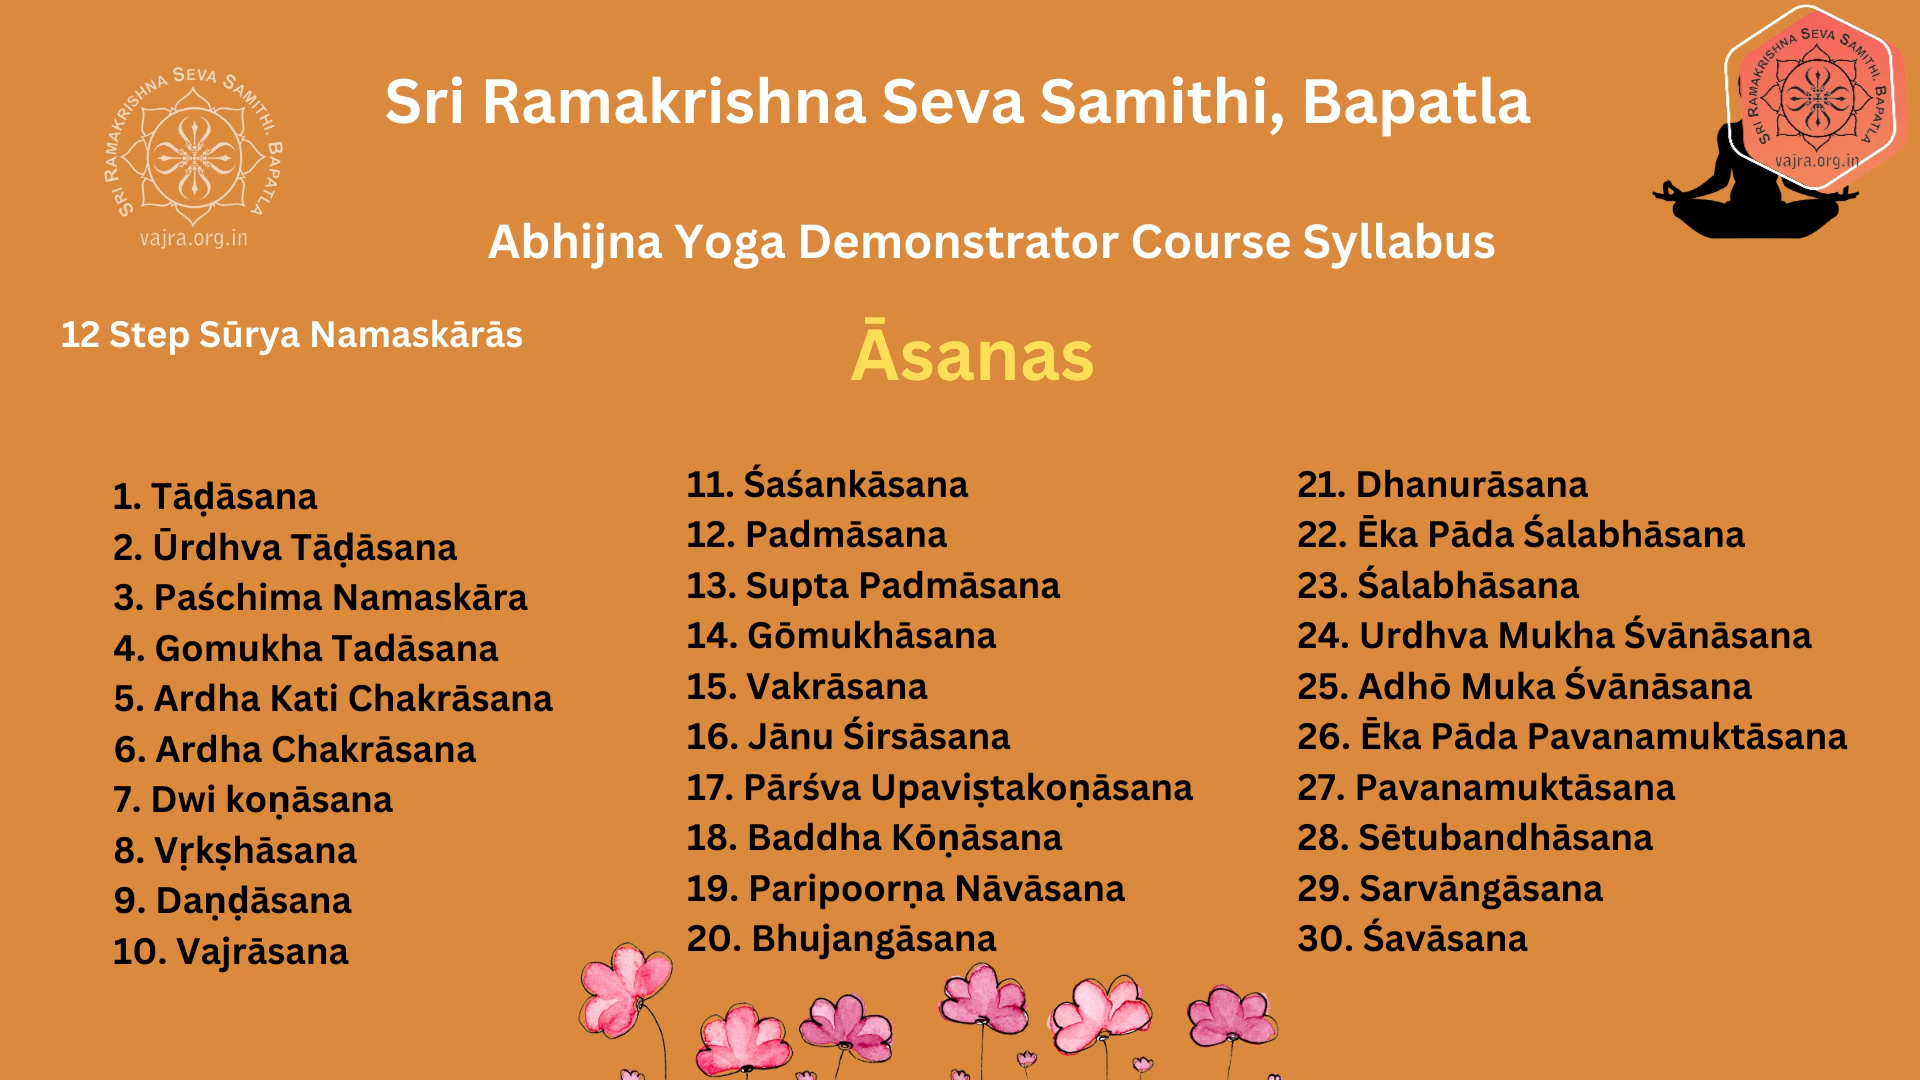 Sri Ramakrishna Seva Samithi, Bapatla
SRI RAMAKRISHNA SEVA SAMITHI. BAPATLA
vajra.org.in
SRI RAMAKRISHNA SEVA SAMITHI. BAPATLA
vajra.org.in
Abhijna Yoga Demonstrator Course Syllabus
12 Step Sūrya Namaskārās
Āsanas
1. Tāḍāsana
2. Ūrdhva Tāḍāsana
3. Paśchima Namaskāra
4. Gomukha Tadāsana
5. Ardha Kati Chakrāsana
6. Ardha Chakrāsana
7. Dwi koṇāsana
8. Vṛkṣhāsana
9. Daṇḍāsana
10. Vajrāsana
11. Śaśankāsana
12. Padmāsana
13. Supta Padmāsana
14. Gōmukhāsana
15. Vakrāsana
16. Jānu Śirsāsana
17. Pārśva Upaviṣtakoṇāsana
18. Baddha Kōṇāsana
19. Paripoorṇa Nāvāsana
20. Bhujangāsana
21. Dhanurāsana
22. Ēka Pāda Śalabhāsana
23. Śalabhāsana
24. Urdhva Mukha Śvānāsana
25. Adhō Muka Śvānāsana
26. Ēka Pāda Pavanamuktāsana
27. Pavanamuktāsana
28. Sētubandhāsana
29. Sarvāngāsana
30. Śavāsana